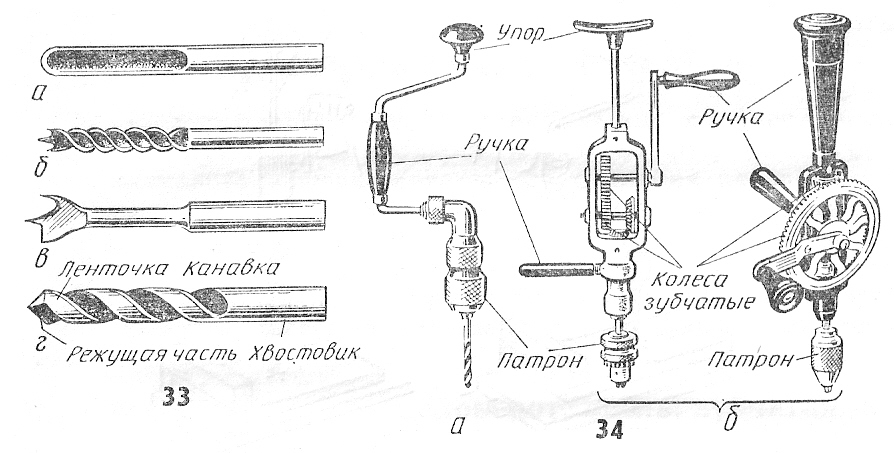 а
б
в
Ленточка Канавка
г
Режущая часть Хвостовик
33
Упор
Ручка
Ручка
Колеса
зубчатые
Патрон
Патрон
а
34
б